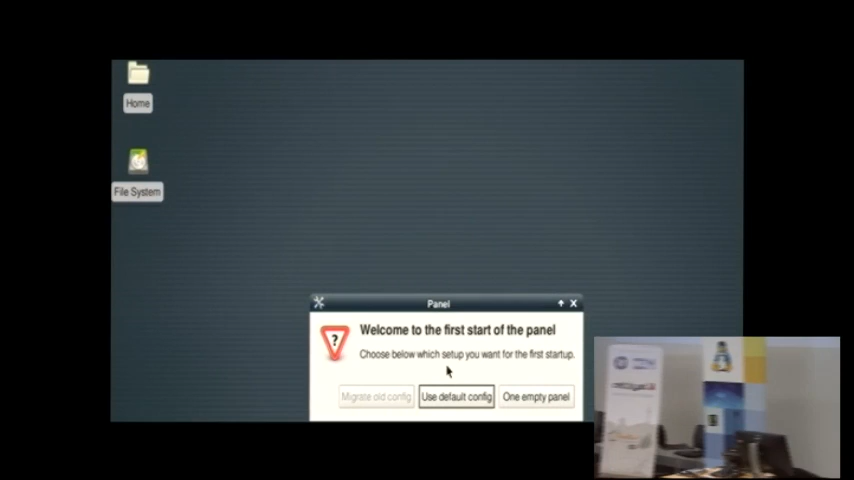 Home
File System
Panel
Welcome to the first start of the panel
Choose below which setup you want for the first startup.
Migrate old config
Use default config
One empty panel